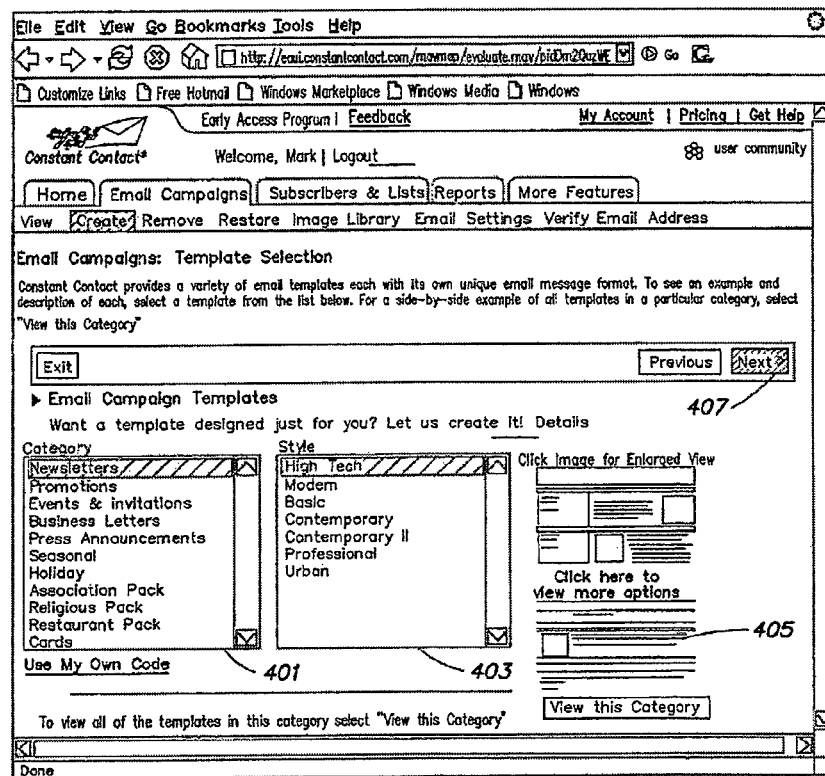 File Edit View Go Bookmarks Tools Help
Go
Customize Links Free Hotmail Windows Marketplace Windows Media Windows
Early Access Program | Feedback My Account | Pricing | Get Help
Constant Contact® Welcome, Mark | Logout user community
Home Email Campaigns Subscribers & Lists Reports More Features
View Create Remove Restore Image Library Email Settings Verify Email Address
Email Campaigns: Template Selection
Constant Contact provides a variety of email templates each with its own unique email message format. To see an example and
description of each, select a template from the list below. For a side-by-side example of all templates in a particular category, select
"View this Category"
Exit Previous Next
407
Email Campaign Templates
Want a template designed just for you? Let us create it! Details
Category
Newsletters
Promotions
Events & invitations
Business Letters
Press Announcements
Seasonal
Holiday
Association Pack
Religious Pack
Restaurant Pack
Cards
Style
High Tech
Modern
Basic
Contemporary
Contemporary II
Professional
Urban
Click Image for Enlarged View
Click here to
view more options
405
View this Category
Use My Own Code
401
403
To view all of the templates in this category select "View this Category"
Done